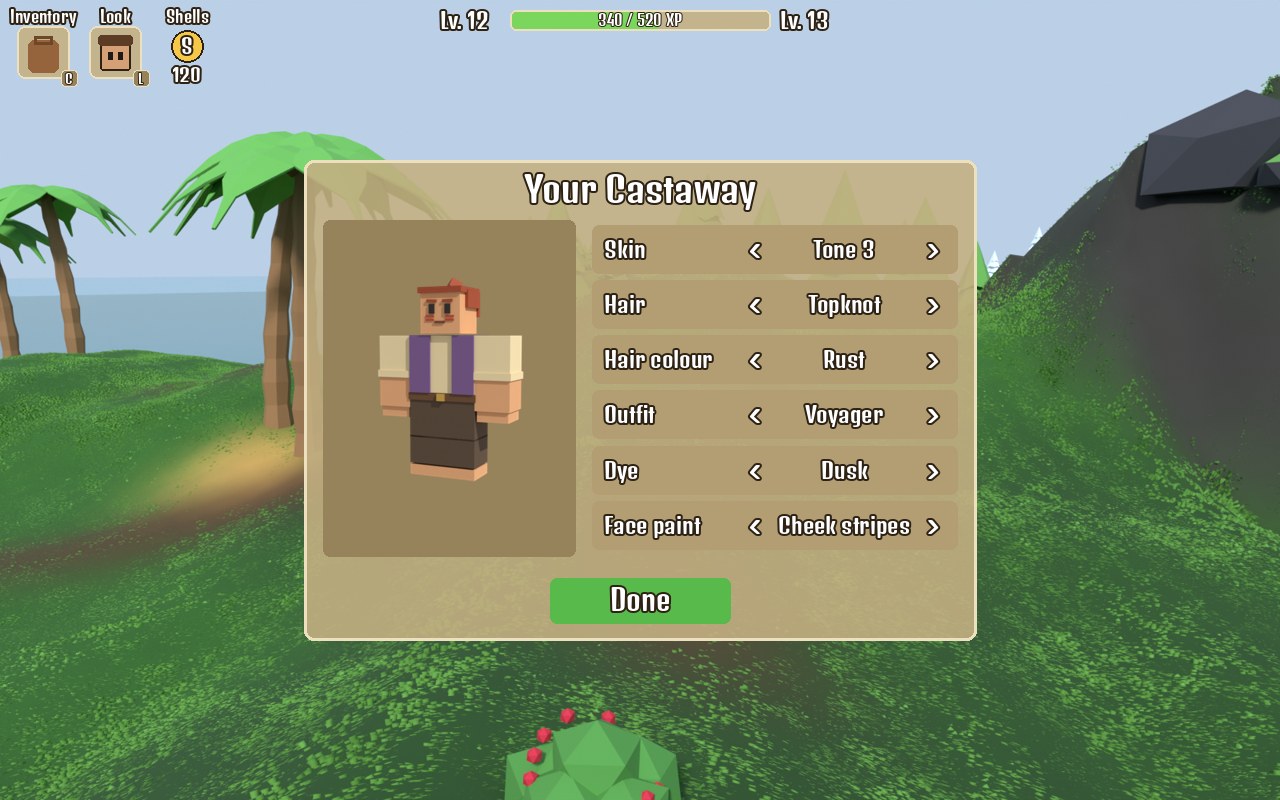 Inventory
Look
Shells
C
L
S
120
Lv. 12
340 / 520 XP
Lv. 13
Your Castaway
Skin < Tone 3 >
Hair < Topknot >
Hair colour < Rust >
Outfit < Voyager >
Dye < Dusk >
Face paint < Cheek stripes >
Done